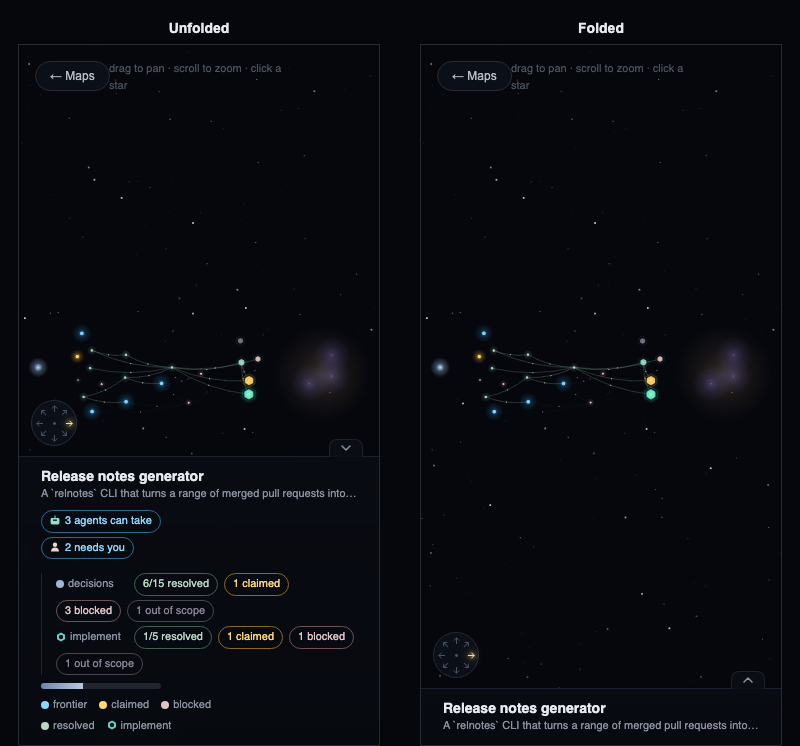 Unfolded
← Maps
drag to pan · scroll to zoom · click a
star
Release notes generator
A `relnotes` CLI that turns a range of merged pull requests into…
3 agents can take
2 needs you
decisions 6/15 resolved 1 claimed
3 blocked 1 out of scope
implement 1/5 resolved 1 claimed 1 blocked
1 out of scope
frontier claimed blocked
resolved implement
Folded
← Maps
drag to pan · scroll to zoom · click a
star
Release notes generator
A `relnotes` CLI that turns a range of merged pull requests into…